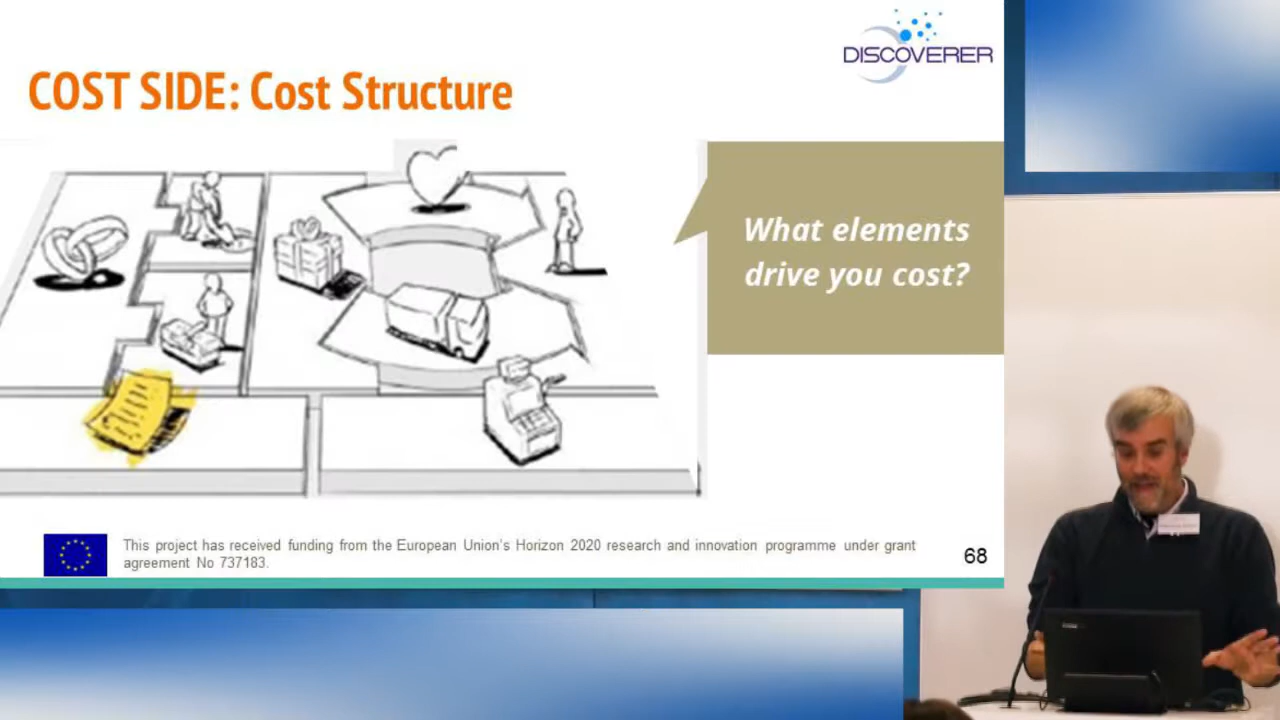 DISCOVERER
COST SIDE: Cost Structure
What elements
drive you cost?
This project has received funding from the European Union's Horizon 2020 research and innovation programme under grant
agreement No 737183.
68